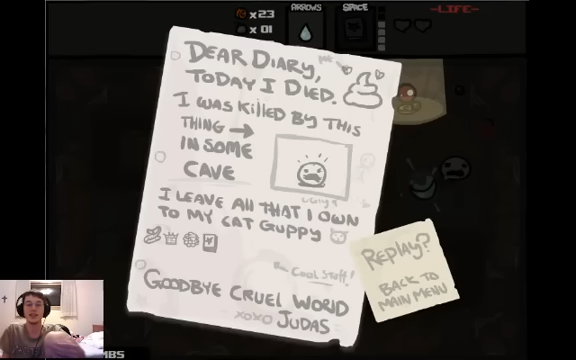 x23
ARROWS
SPACE
-LIFE-
x01
DEAR DIARY,
TODAY I DIED.
I WAS KILLED BY THIS
THING →
IN SOME
CAVE
I LEAVE ALL THAT I OWN
TO MY CAT GUPPY
Cool Stuff!
GOODBYE CRUEL WORLD
XOXO JUDAS
Replay?
BACK TO
MAIN MENU